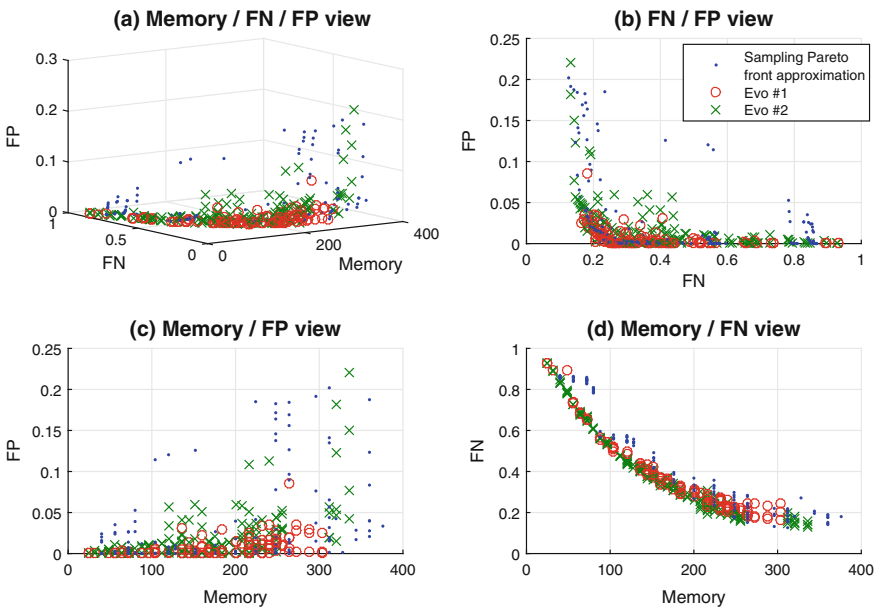 (a) Memory / FN / FP view
0.3
0.2
0.1
0
FP
1
0.5
0
FN
0
200
400
Memory
(b) FN / FP view
0.25
0.2
0.15
0.1
0.05
0
FP
0
0.2
0.4
0.6
0.8
1
FN
Sampling Pareto
front approximation
Evo #1
Evo #2
(c) Memory / FP view
0.25
0.2
0.15
0.1
0.05
0
FP
0
100
200
300
400
Memory
(d) Memory / FN view
1
0.8
0.6
0.4
0.2
0
FN
0
100
200
300
400
Memory